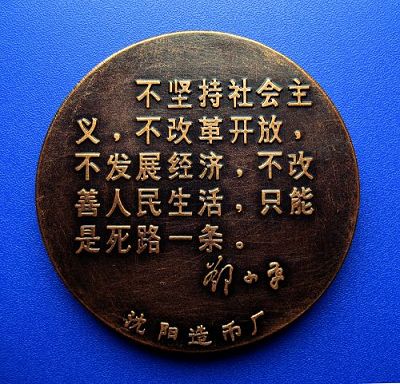 不坚持社会主
义，不改革开放，
不发展经济，不改
善人民生活，只能
是死路一条。
邓小平
沈阳造币厂